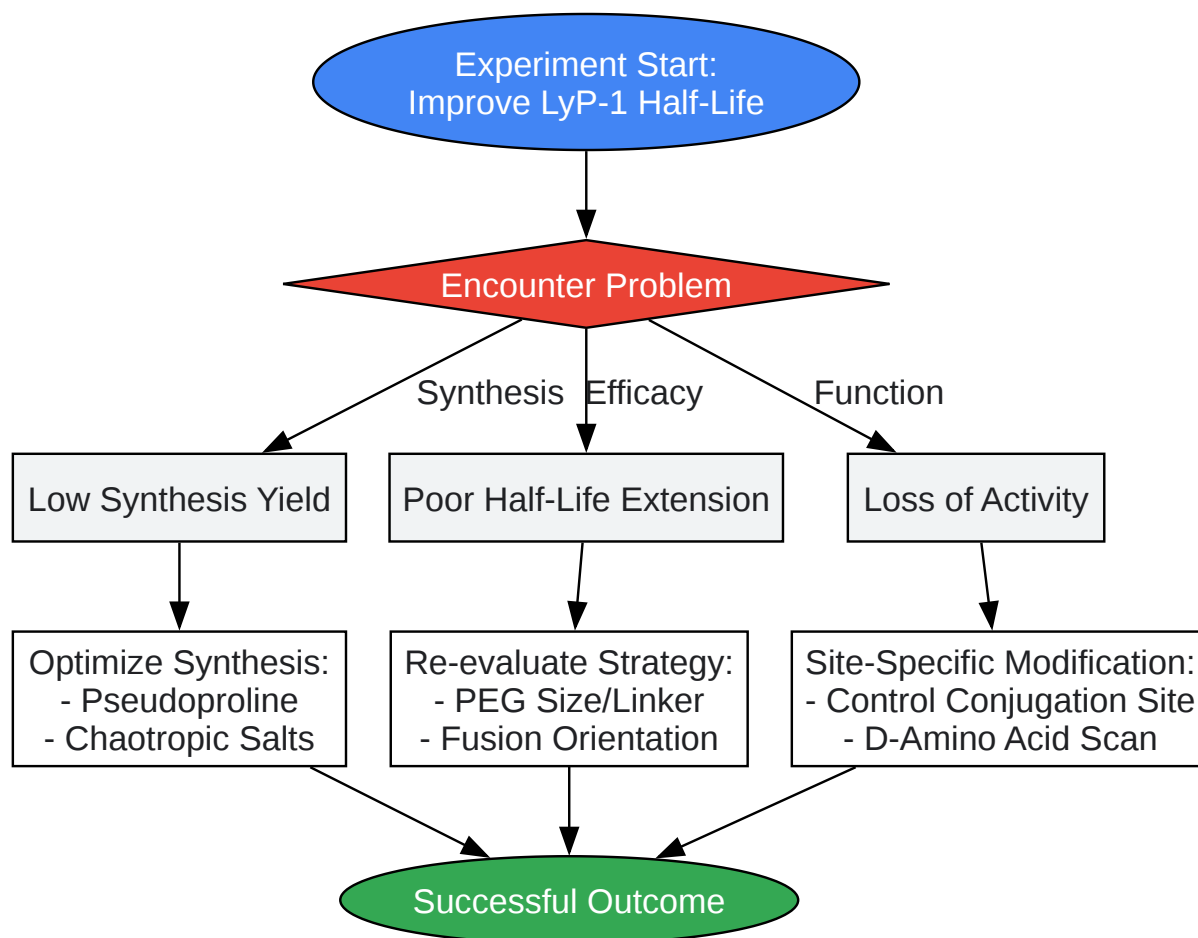 Experiment Start:
Improve LyP-1 Half-Life
Encounter Problem
Synthesis
Efficacy
Function
Low Synthesis Yield
Poor Half-Life Extension
Loss of Activity
Optimize Synthesis:
- Pseudoproline
- Chaotropic Salts
Re-evaluate Strategy:
- PEG Size/Linker
- Fusion Orientation
Site-Specific Modification:
- Control Conjugation Site
- D-Amino Acid Scan
Successful Outcome